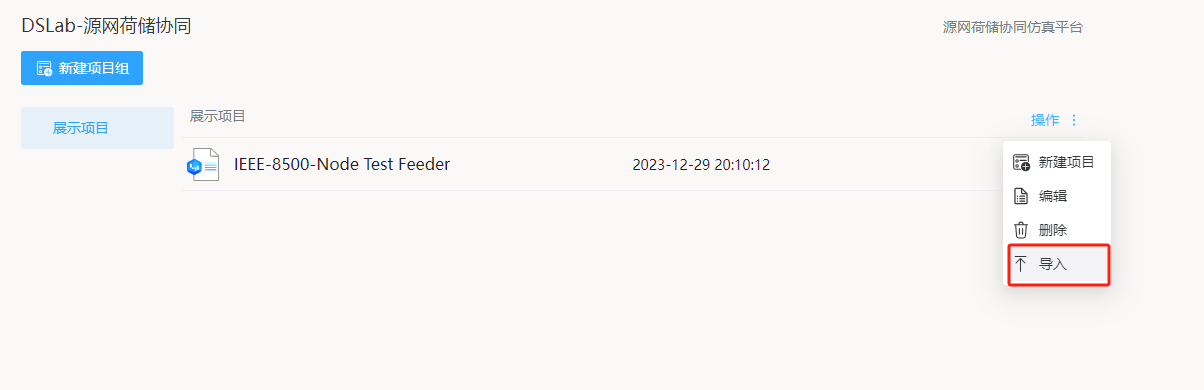 DSLab-源网荷储协同
源网荷储协同仿真平台
新建项目组
展示项目
展示项目
操作
IEEE-8500-Node Test Feeder
2023-12-29 20:10:12
新建项目
编辑
删除
导入